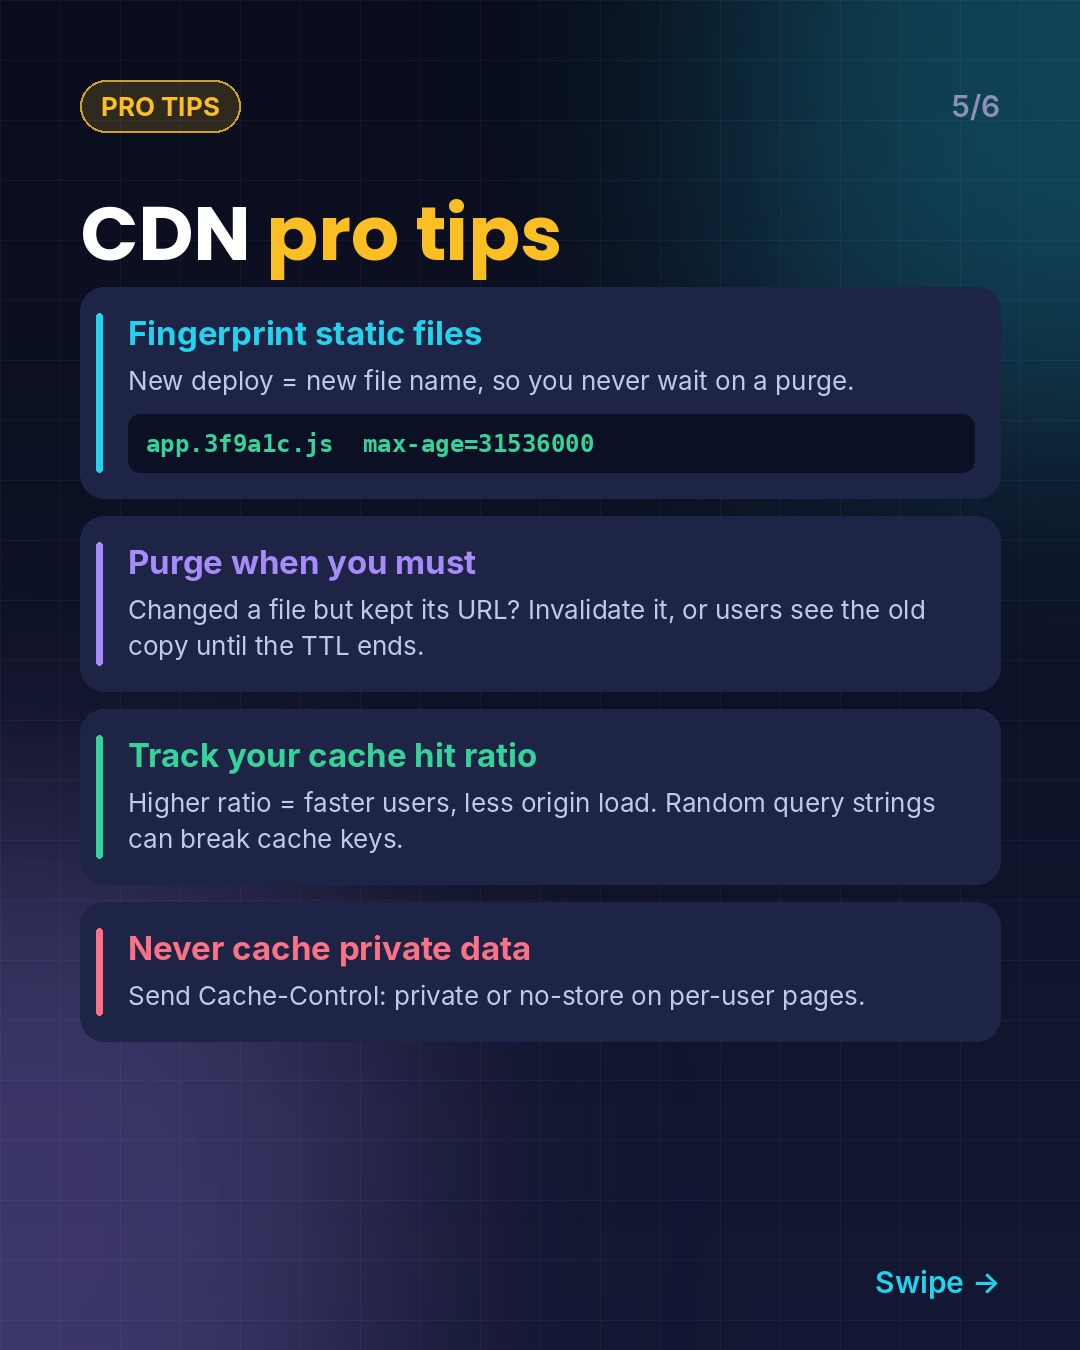 PRO TIPS
5/6
CDN pro tips
Fingerprint static files
New deploy = new file name, so you never wait on a purge.
app.3f9a1c.js  max-age=31536000
Purge when you must
Changed a file but kept its URL? Invalidate it, or users see the old
copy until the TTL ends.
Track your cache hit ratio
Higher ratio = faster users, less origin load. Random query strings
can break cache keys.
Never cache private data
Send Cache-Control: private or no-store on per-user pages.
Swipe →